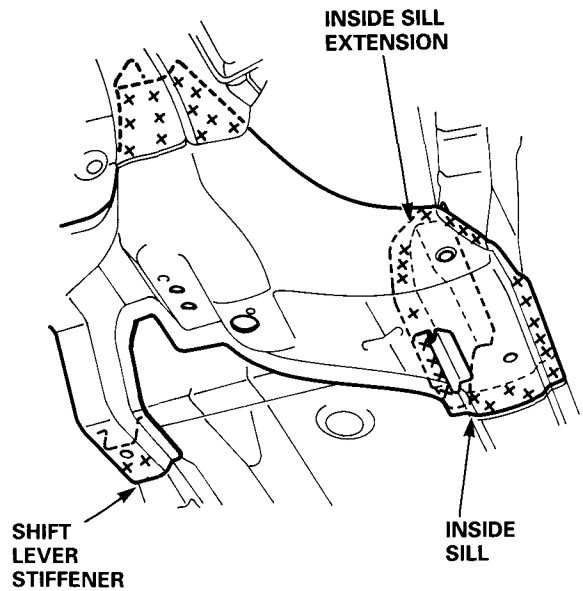 INSIDE SILL
EXTENSION
SHIFT
LEVER
STIFFENER
INSIDE
SILL